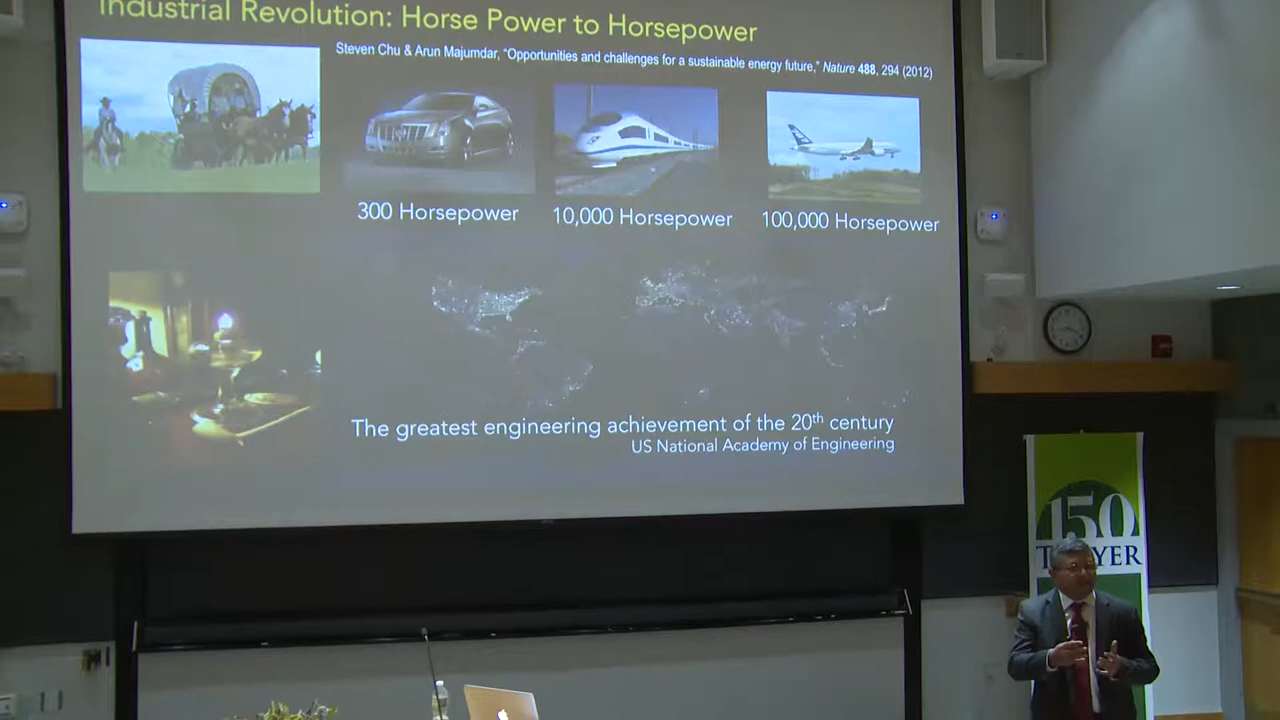 Industrial Revolution: Horse Power to Horsepower
Steven Chu & Arun Majumdar, “Opportunities and challenges for a sustainable energy future,” Nature 488, 294 (2012)
300 Horsepower
10,000 Horsepower
100,000 Horsepower
The greatest engineering achievement of the 20th century
US National Academy of Engineering
150